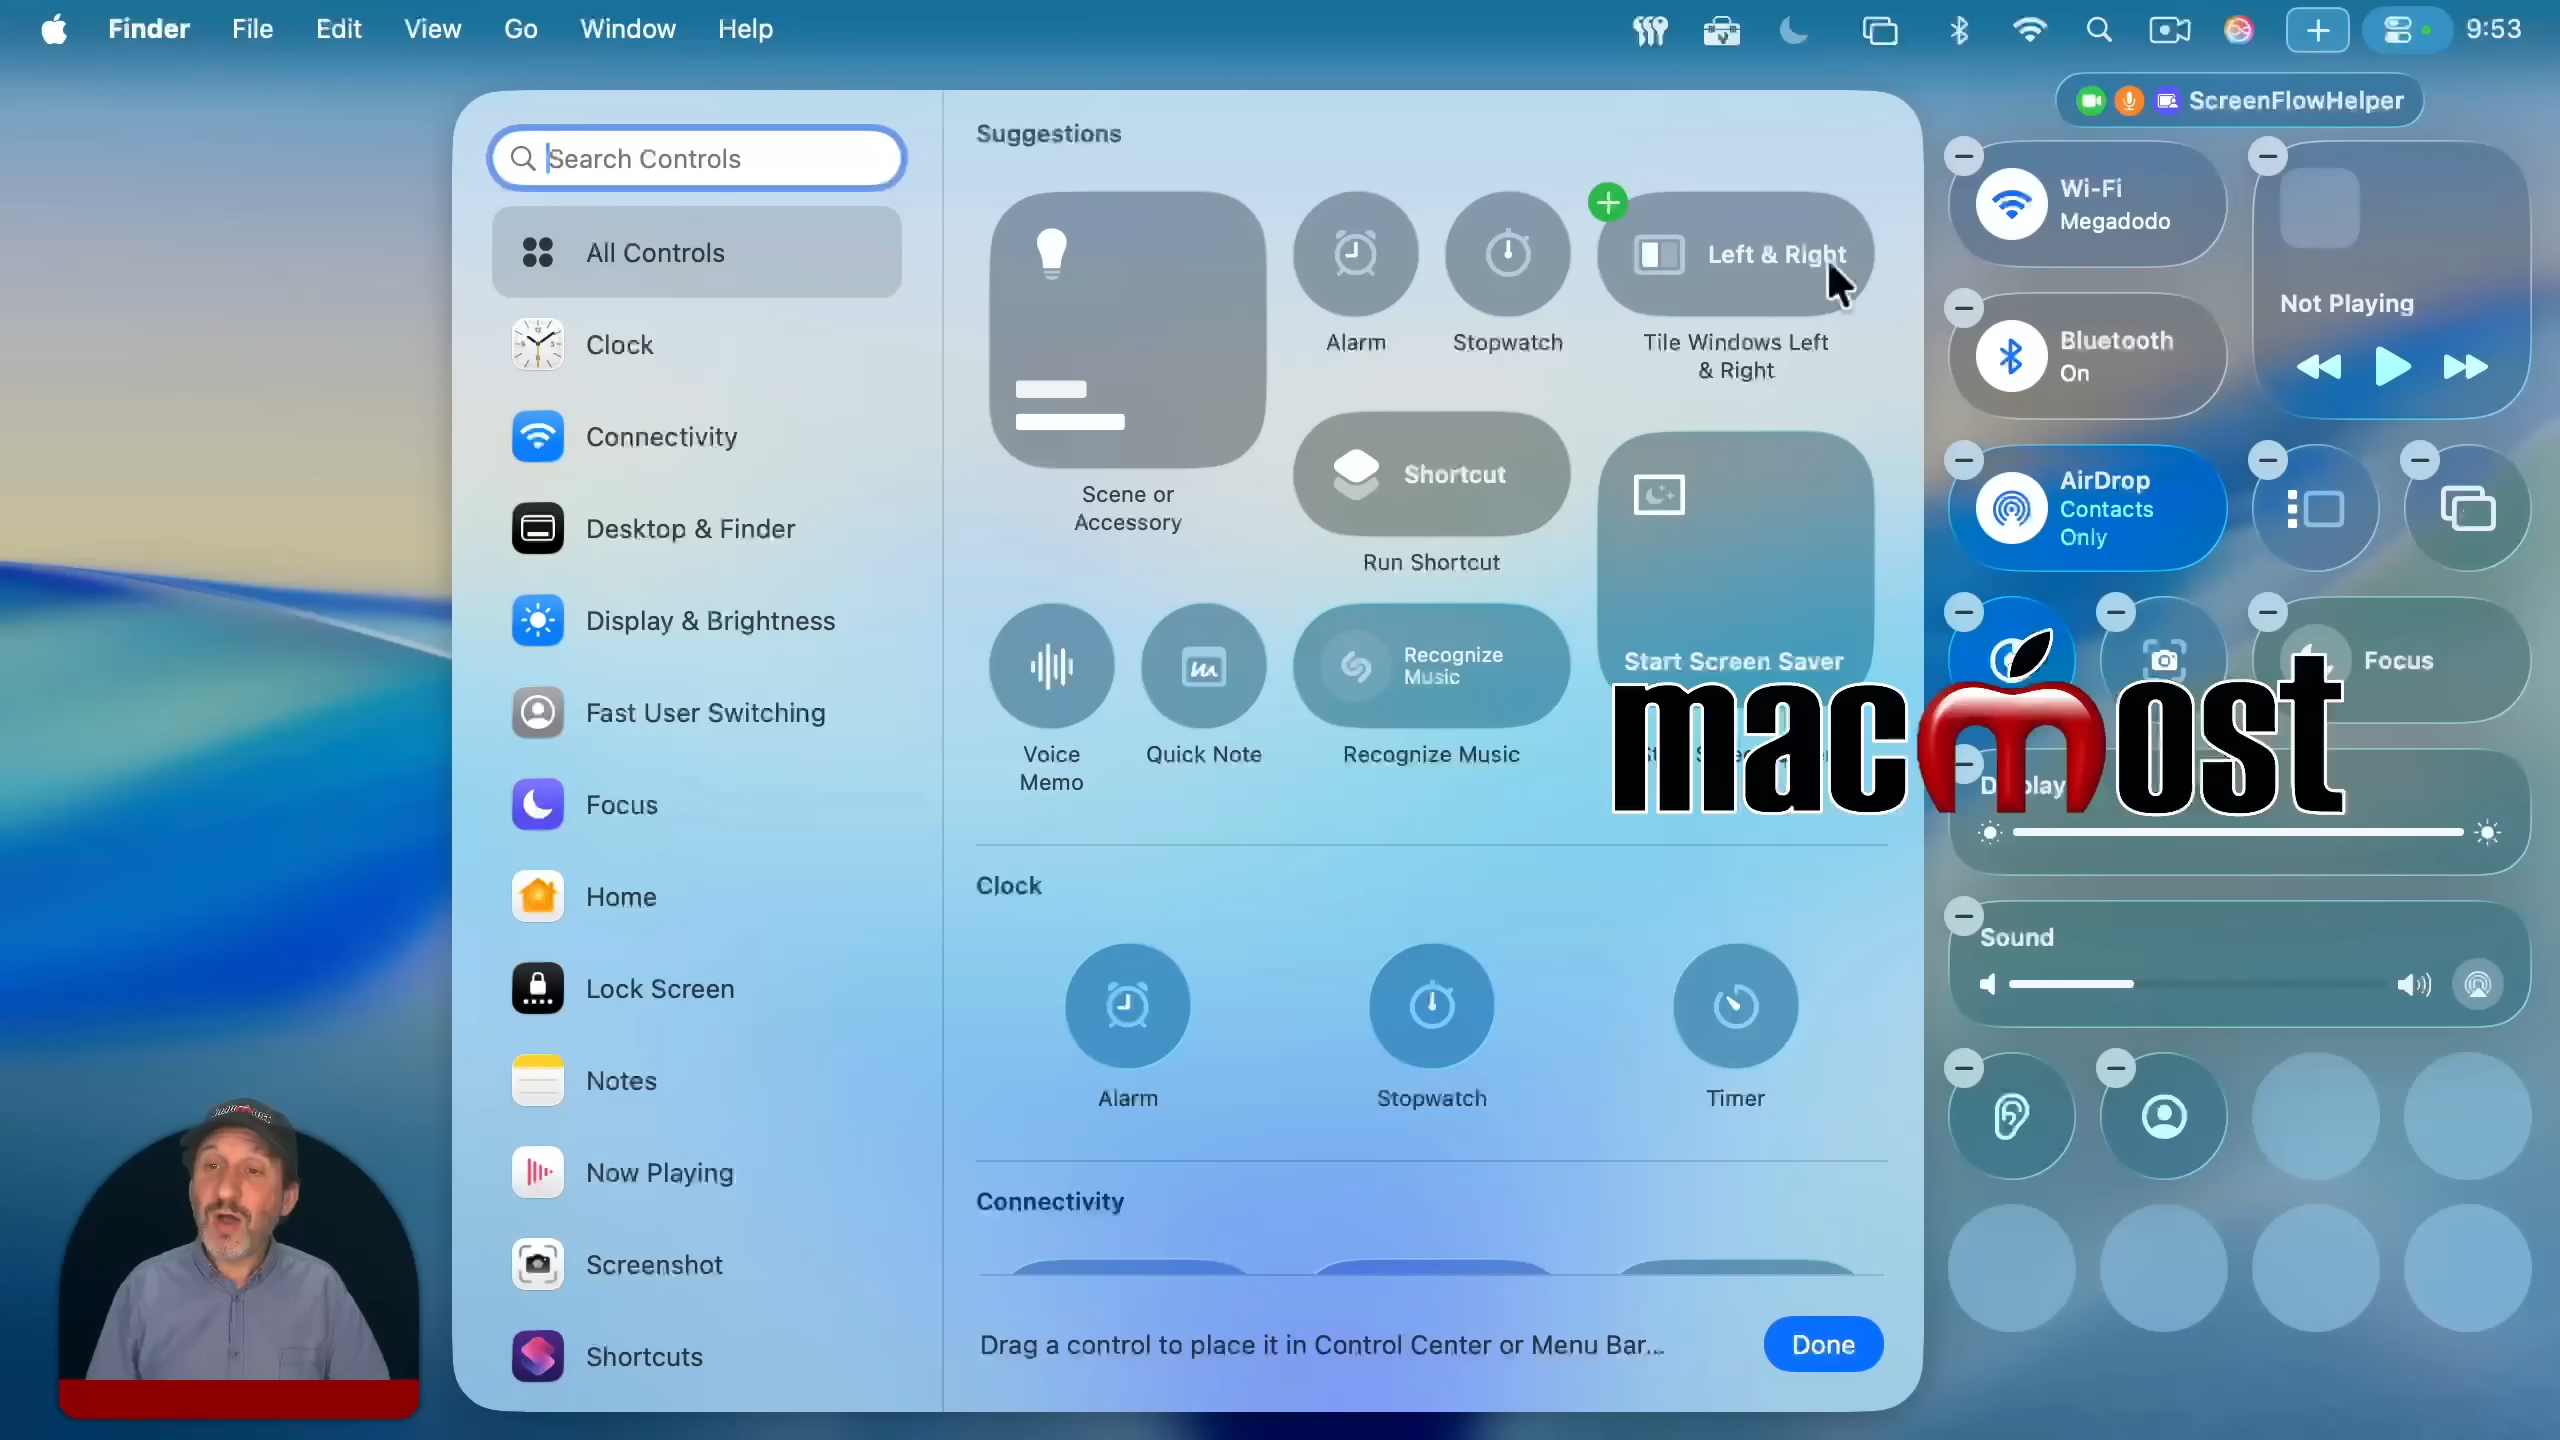 Finder File Edit View Go Window Help 9:53
ScreenFlowHelper
Search Controls
All Controls
Clock
Connectivity
Desktop & Finder
Display & Brightness
Fast User Switching
Focus
Home
Lock Screen
Notes
Now Playing
Screenshot
Shortcuts
Suggestions
Left & Right
Alarm
Stopwatch
Tile Windows Left
& Right
Scene or
Accessory
Shortcut
Run Shortcut
Start Screen Saver
Recognize
Music
Voice
Memo
Quick Note
Recognize Music
Clock
Alarm
Stopwatch
Timer
Connectivity
Drag a control to place it in Control Center or Menu Bar...
Done
Wi-Fi
Megadodo
Not Playing
Bluetooth
On
AirDrop
Contacts
Only
Focus
macmost
Display
Sound